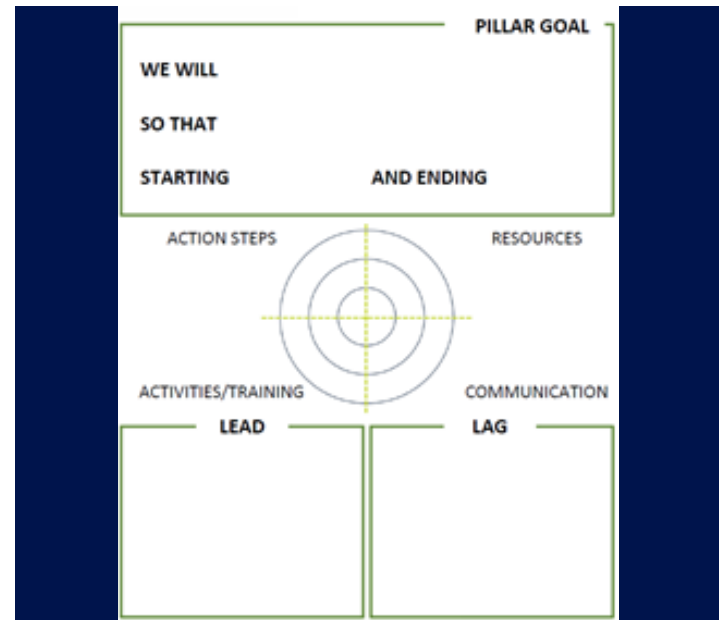 PILLAR GOAL
WE WILL
SO THAT
STARTING AND ENDING
ACTION STEPS RESOURCES
ACTIVITIES/TRAINING COMMUNICATION
LEAD LAG